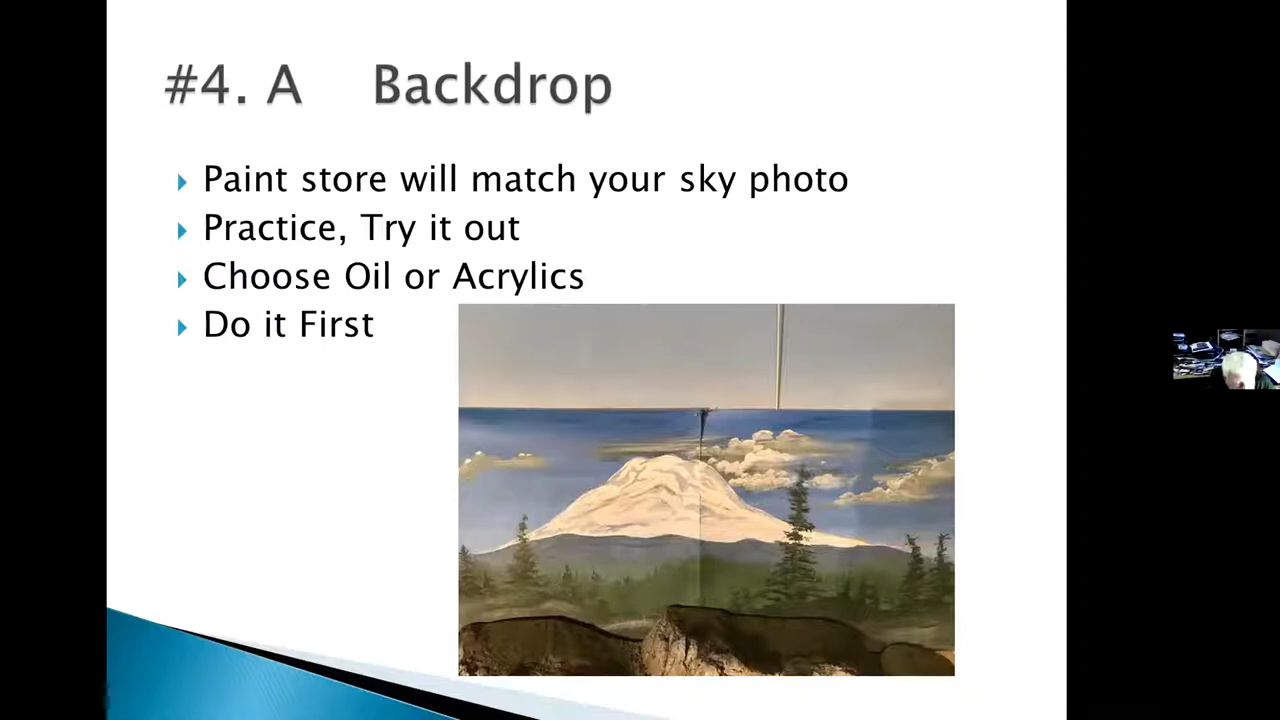 #4. A Backdrop
Paint store will match your sky photo
Practice, Try it out
Choose Oil or Acrylics
Do it First